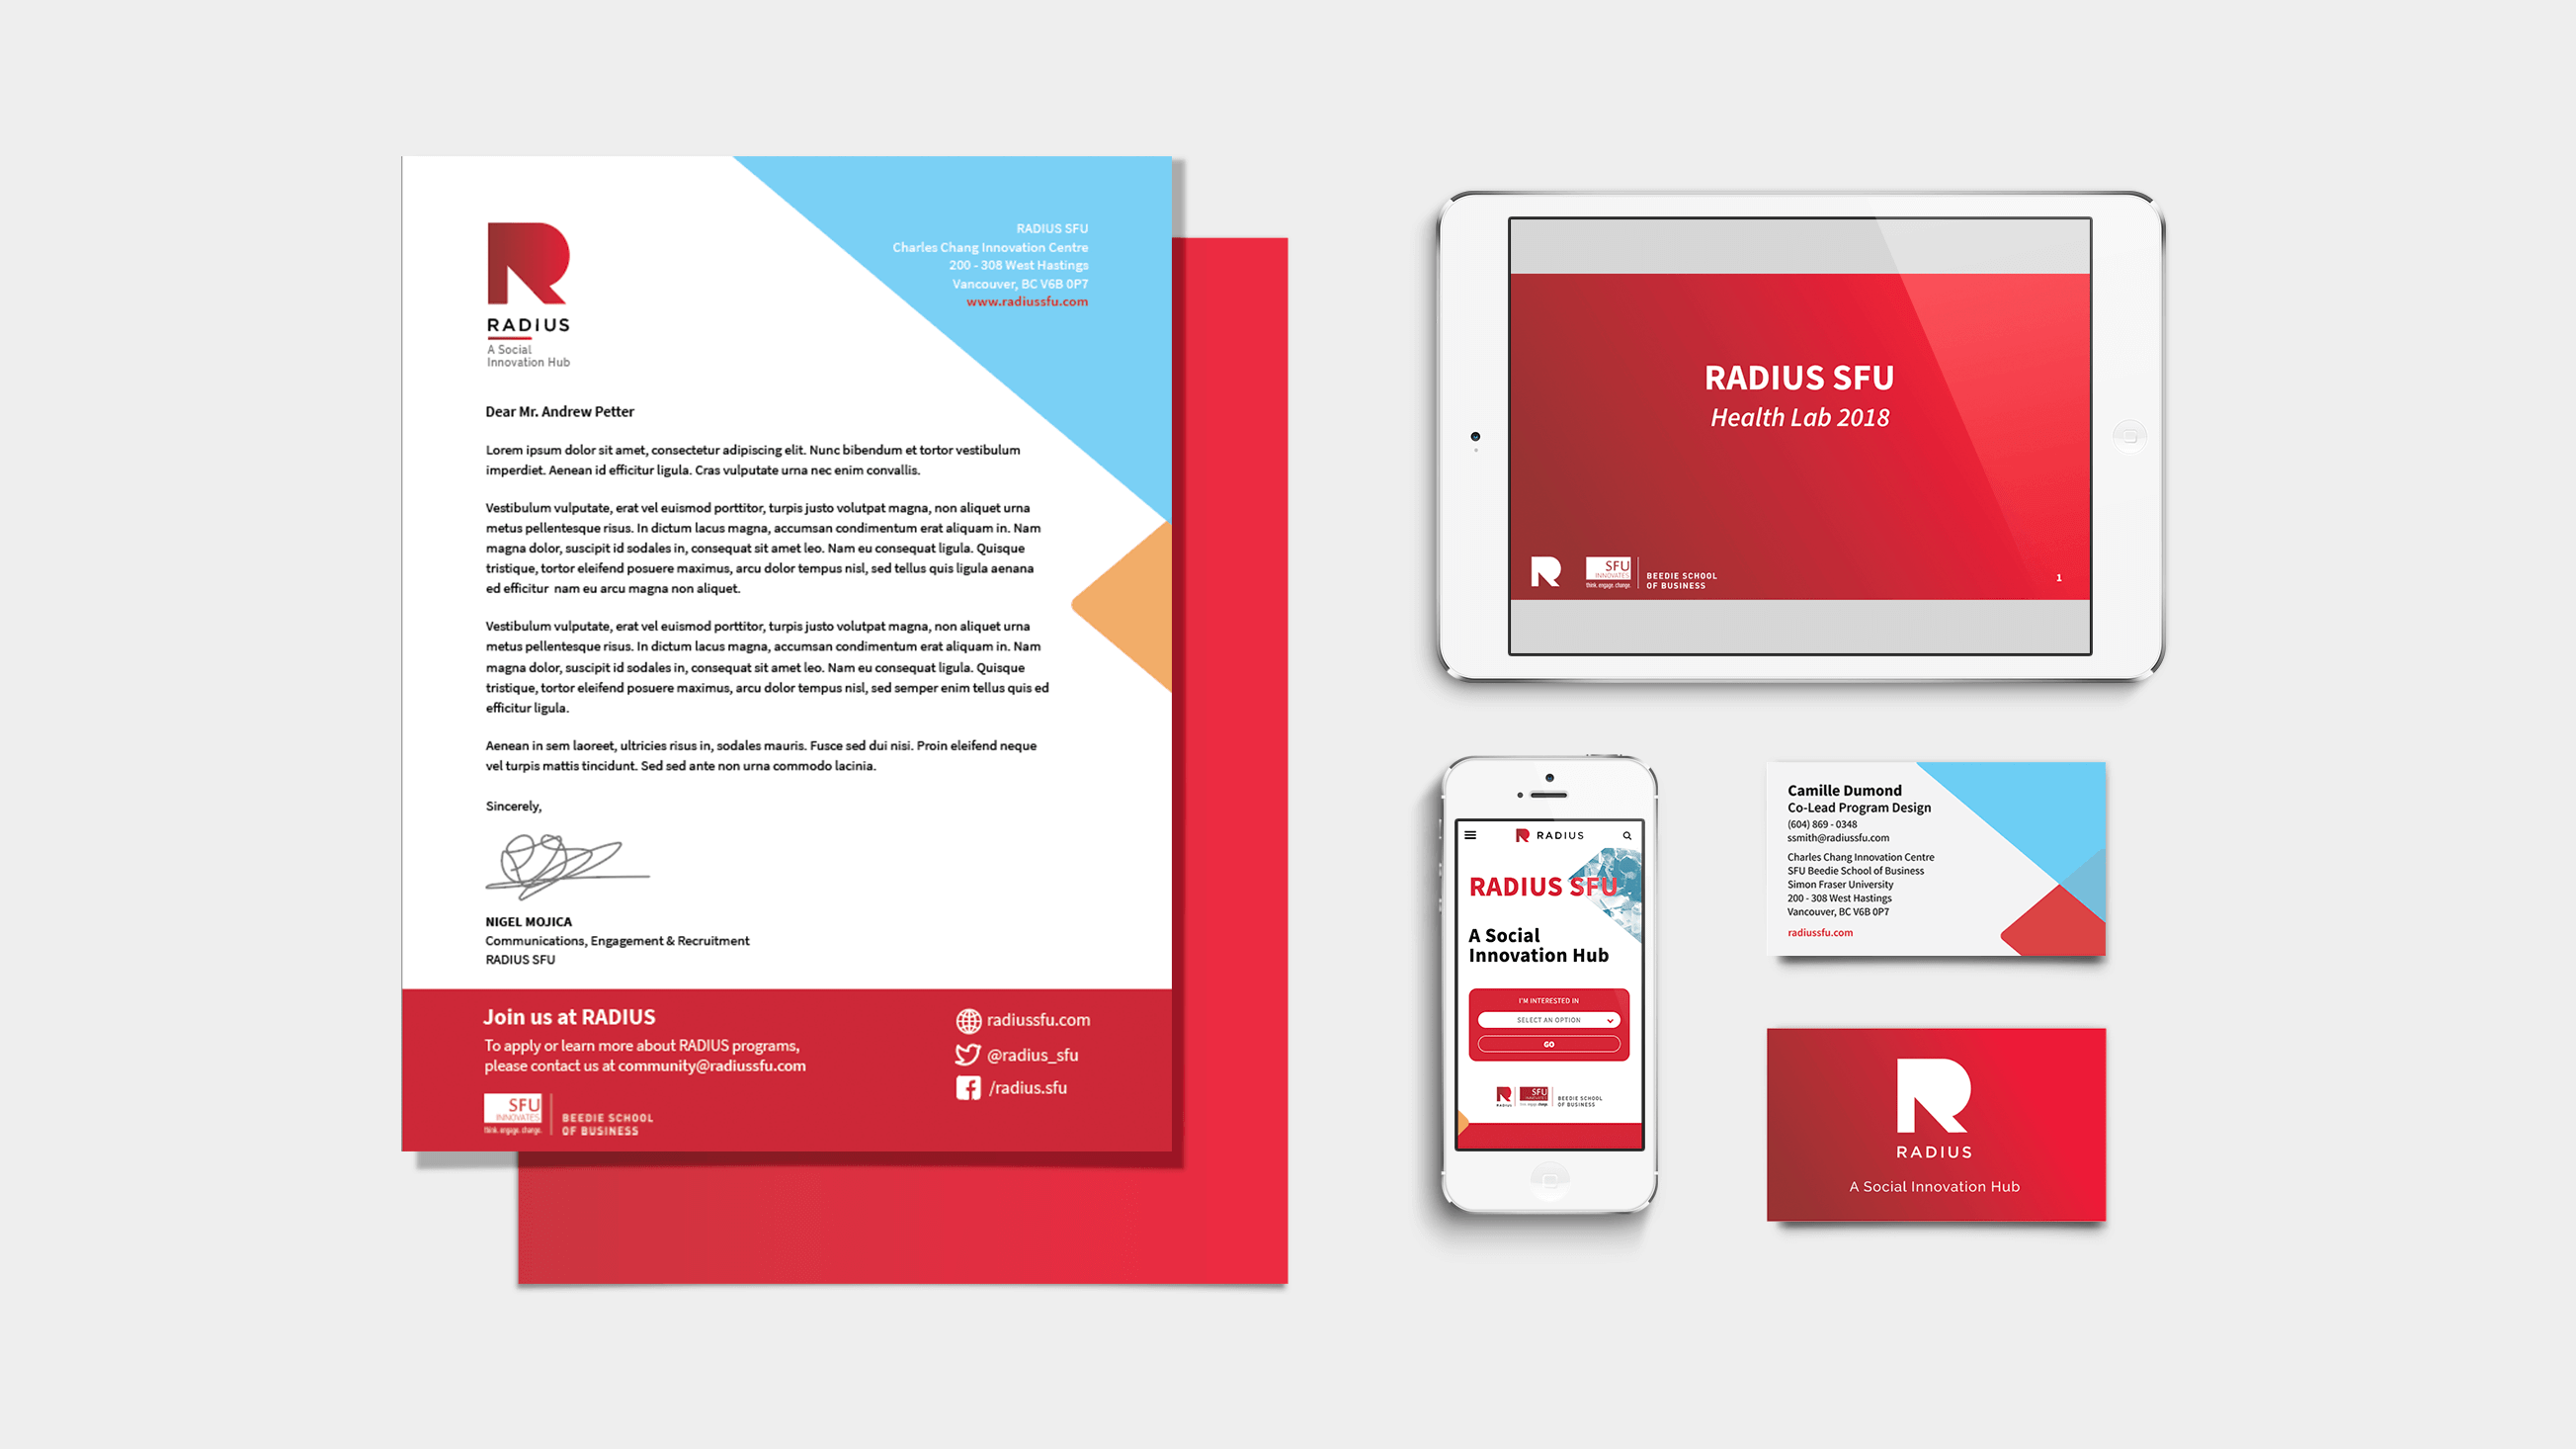 RADIUS
A Social
Innovation Hub
RADIUS SFU
Charles Chang Innovation Centre
200 - 308 West Hastings
Vancouver, BC V6B 0P7
www.radiussfu.com
Dear Mr. Andrew Petter
Lorem ipsum dolor sit amet, consectetur adipiscing elit. Nunc bibendum et tortor vestibulum
imperdiet. Aenean id efficitur ligula. Cras vulputate urna nec enim convallis.
Vestibulum vulputate, erat vel euismod porttitor, turpis justo volutpat magna, non aliquet urna
metus pellentesque risus. In dictum lacus magna, accumsan condimentum erat aliquam in. Nam
magna dolor, suscipit id sodales in, consequat sit amet leo. Nam eu consequat ligula. Quisque
tristique, tortor eleifend posuere maximus, arcu dolor tempus nisl, sed tellus quis ligula aenana
ed efficitur  nam eu arcu magna non aliquet.
Vestibulum vulputate, erat vel euismod porttitor, turpis justo volutpat magna, non aliquet urna
metus pellentesque risus. In dictum lacus magna, accumsan condimentum erat aliquam in. Nam
magna dolor, suscipit id sodales in, consequat sit amet leo. Nam eu consequat ligula. Quisque
tristique, tortor eleifend posuere maximus, arcu dolor tempus nisl, sed semper enim tellus quis ed
efficitur ligula.
Aenean in sem laoreet, ultricies risus in, sodales mauris. Fusce sed dui nisi. Proin eleifend neque
vel turpis mattis tincidunt. Sed sed ante non urna commodo lacinia.
Sincerely,
NIGEL MOJICA
Communications, Engagement & Recruitment
RADIUS SFU
Join us at RADIUS
To apply or learn more about RADIUS programs,
please contact us at community@radiussfu.com
SFU
INNOVATES
think. engage. change.
BEEDIE SCHOOL
OF BUSINESS
radiussfu.com
@radius_sfu
/radius.sfu
RADIUS SFU
Health Lab 2018
R
SFU
INNOVATES
think. engage. change.
BEEDIE SCHOOL
OF BUSINESS
1
RADIUS
RADIUS SFU
A Social
Innovation Hub
I'M INTERESTED IN
SELECT AN OPTION
GO
RADIUS
SFU
BEEDIE SCHOOL
OF BUSINESS
Camille Dumond
Co-Lead Program Design
(604) 869 - 0348
ssmith@radiussfu.com
Charles Chang Innovation Centre
SFU Beedie School of Business
Simon Fraser University
200 - 308 West Hastings
Vancouver, BC V6B 0P7
radiussfu.com
RADIUS
A Social Innovation Hub